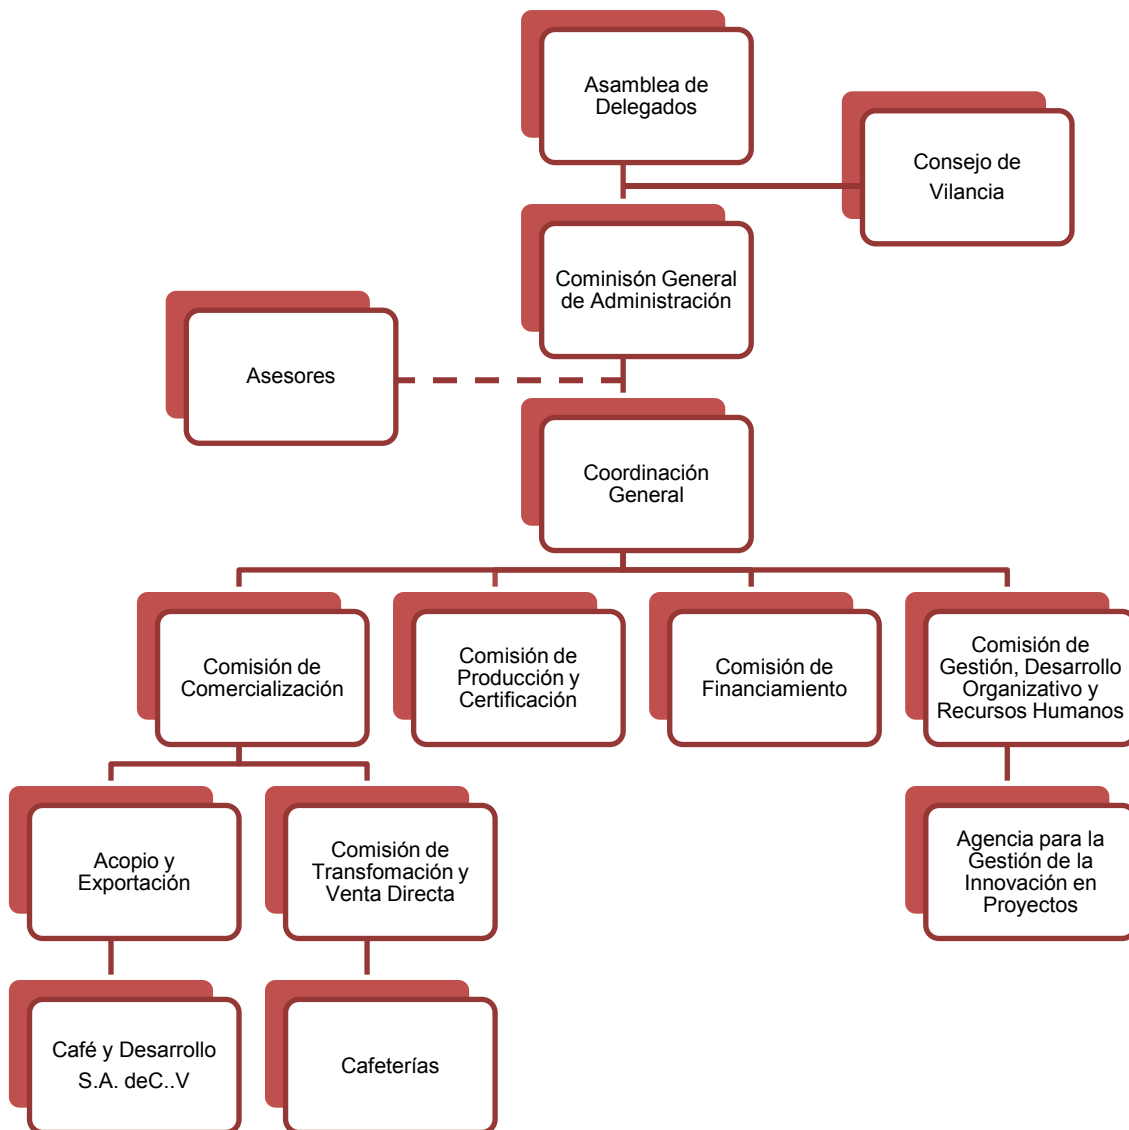 Asamblea de
Delegados
Consejo de
Vilancia
Cominisón General
de Administración
Asesores
Coordinación
General
Comisión de
Comercialización
Comisión de
Producción y
Certificación
Comisión de
Financiamiento
Comisión de
Gestión, Desarrollo
Organizativo y
Recursos Humanos
Acopio y
Exportación
Comisión de
Transfomación y
Venta Directa
Agencia para la
Gestión de la
Innovación en
Proyectos
Café y Desarrollo
S.A. deC..V
Cafeterías